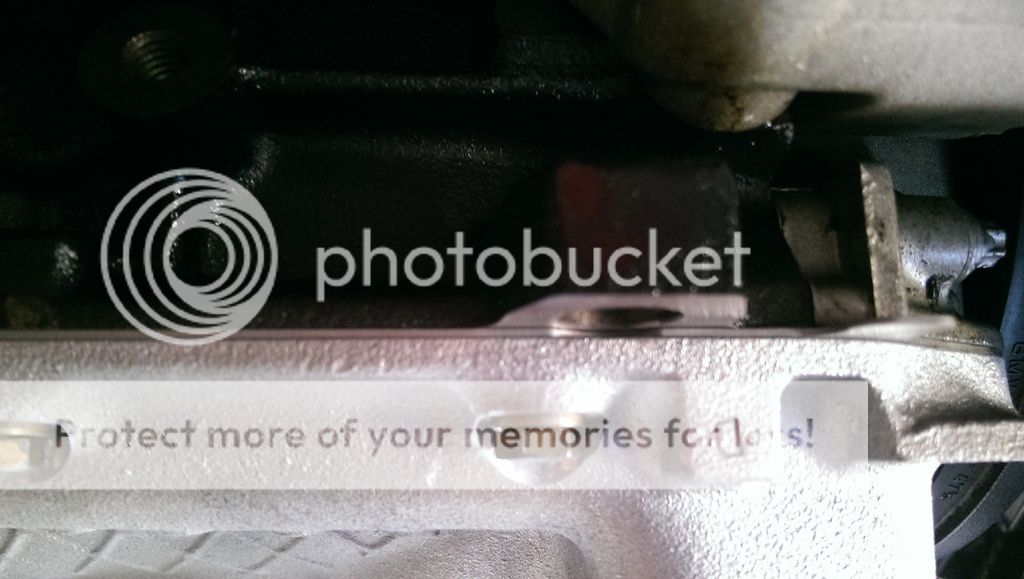 photobucket
Protect more of your memories for less!